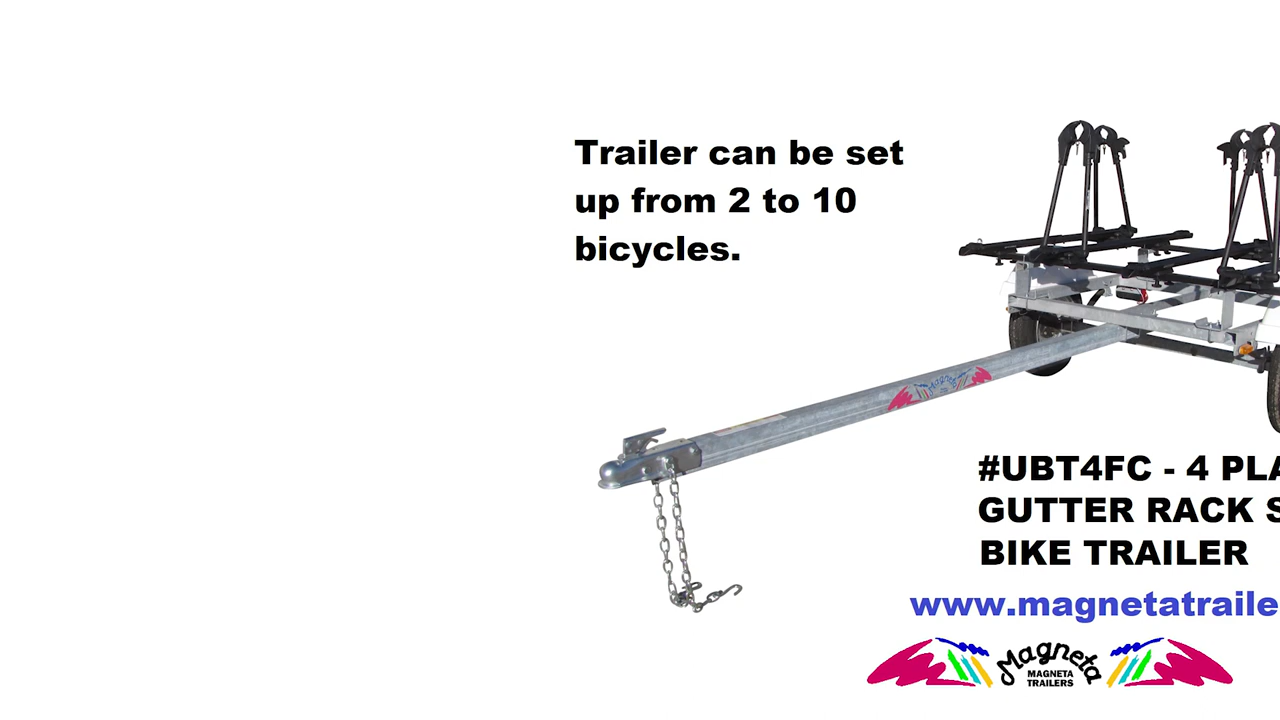 Trailer can be set
up from 2 to 10
bicycles.
Magneta
#UBT4FC - 4 PLA
GUTTER RACK S
BIKE TRAILER
www.magnetatraile
Magneta
MAGNETA
TRAILERS